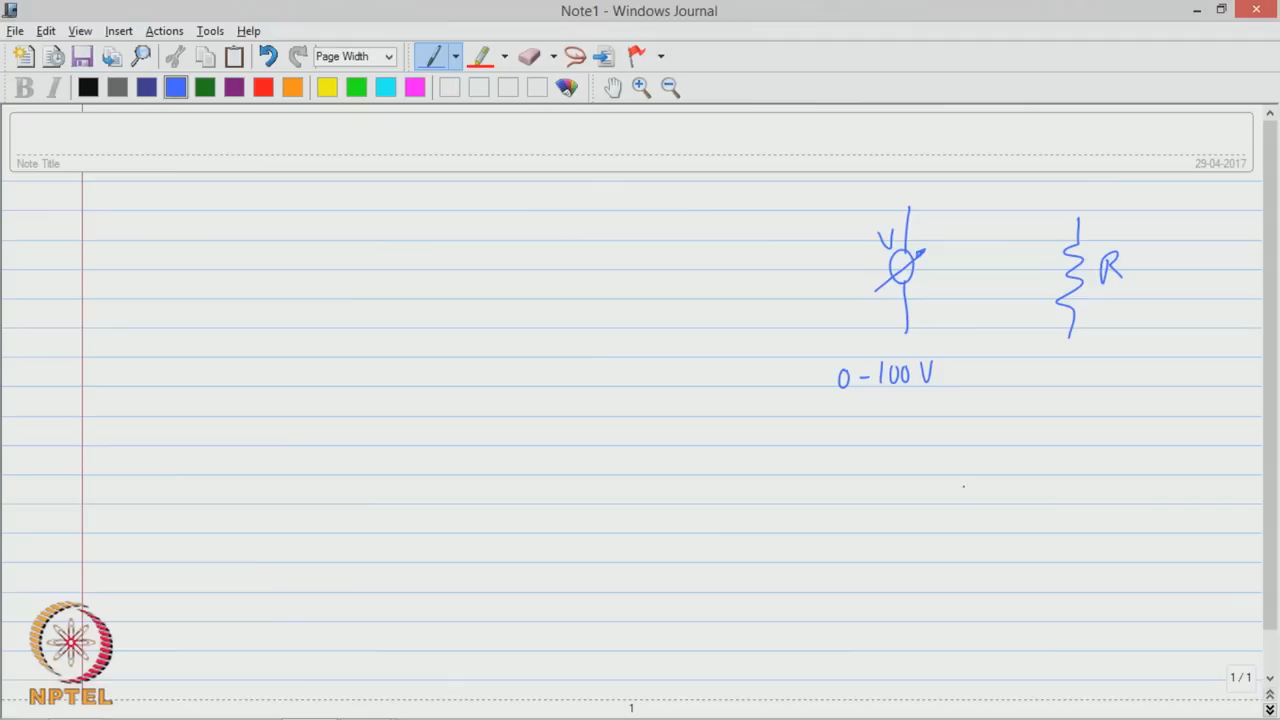 Note1 - Windows Journal
File Edit View Insert Actions Tools Help
Page Width
B I
Note Title
29-04-2017
V
R
0 - 100 V
NPTEL
1 / 1
1